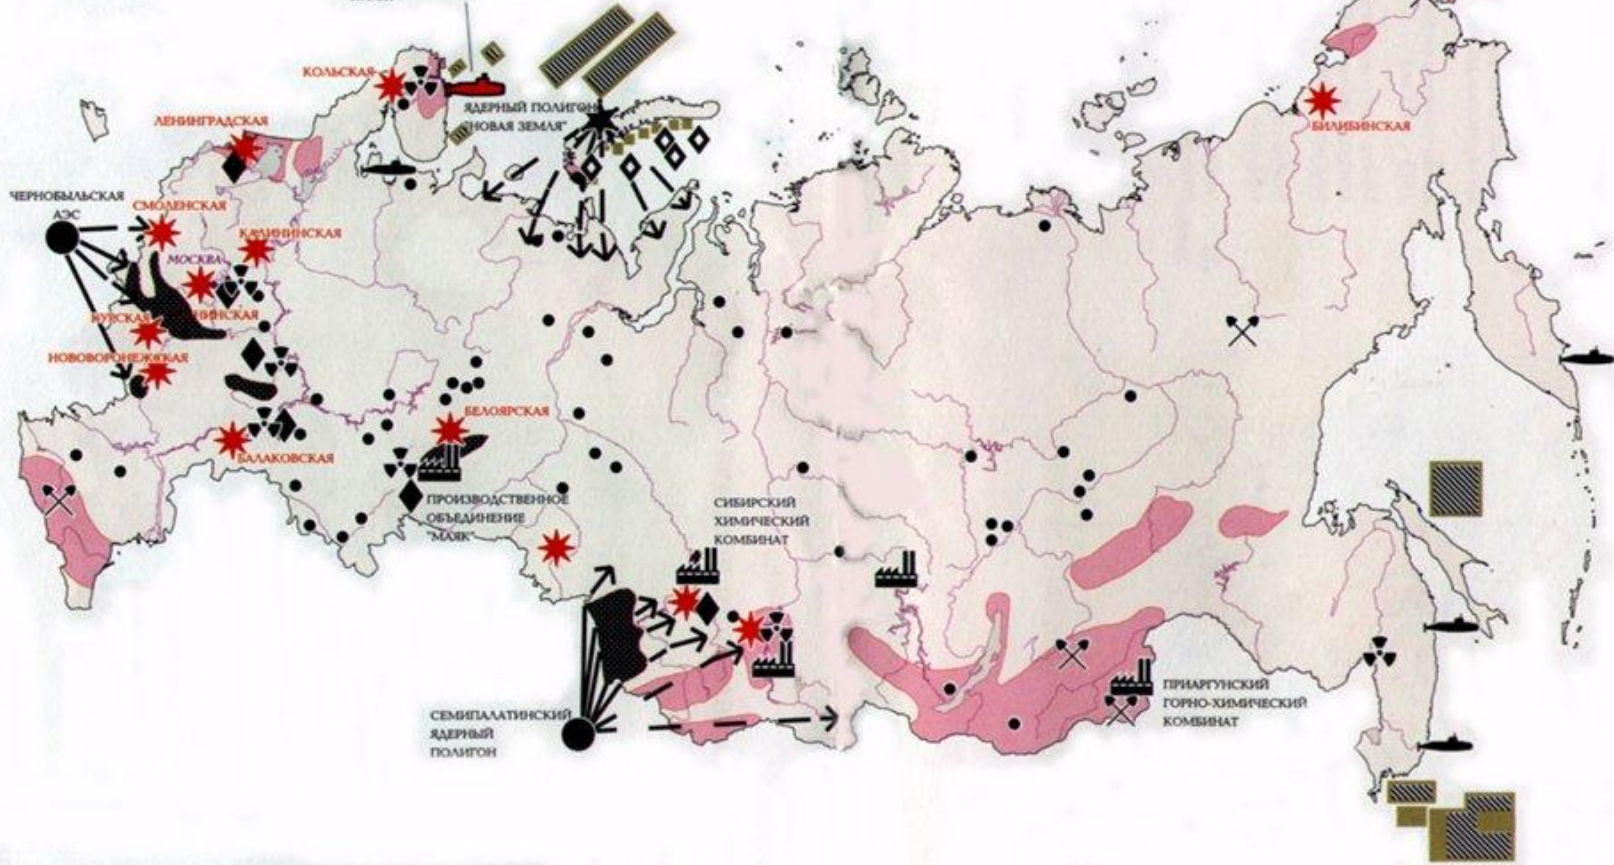 КОЛЬСКАЯ
ЯДЕРНЫЙ ПОЛИГОН
"НОВАЯ ЗЕМЛЯ"
ЛЕНИНГРАДСКАЯ
БИЛИБИНСКАЯ
ЧЕРНОБЫЛЬСКАЯ
АЭС
СМОЛЕНСКАЯ
КАЛИНИНСКАЯ
МОСКВА
КУРСКАЯ
НИНСКАЯ
НОВОВОРОНЕЖСКАЯ
БЕЛОЯРСКАЯ
БАЛАКОВСКАЯ
ПРОИЗВОДСТВЕННОЕ
ОБЪЕДИНЕНИЕ
"МАЯК"
СИБИРСКИЙ
ХИМИЧЕСКИЙ
КОМБИНАТ
СЕМИПАЛАТИНСКИЙ
ЯДЕРНЫЙ
ПОЛИГОН
ПРИАРГУНСКИЙ
ГОРНО-ХИМИЧЕСКИЙ
КОМБИНАТ